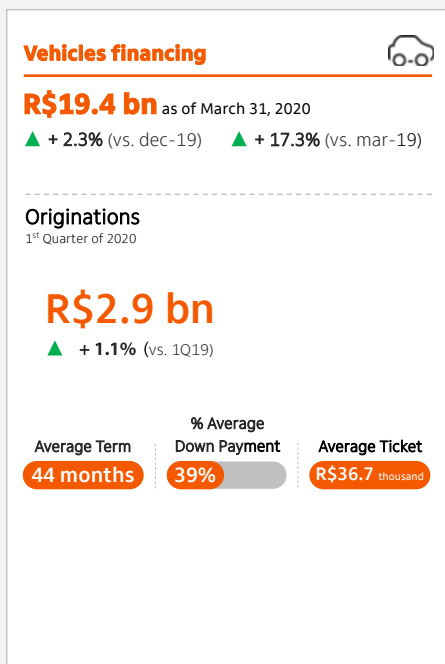 Vehicles financing
R$19.4 bn as of March 31, 2020
▲ + 2.3% (vs. dec-19) ▲ + 17.3% (vs. mar-19)
Originations
1st Quarter of 2020
R$2.9 bn
▲ + 1.1% (vs. 1Q19)
% Average
Average Term Down Payment Average Ticket
44 months 39% R$36.7 thousand